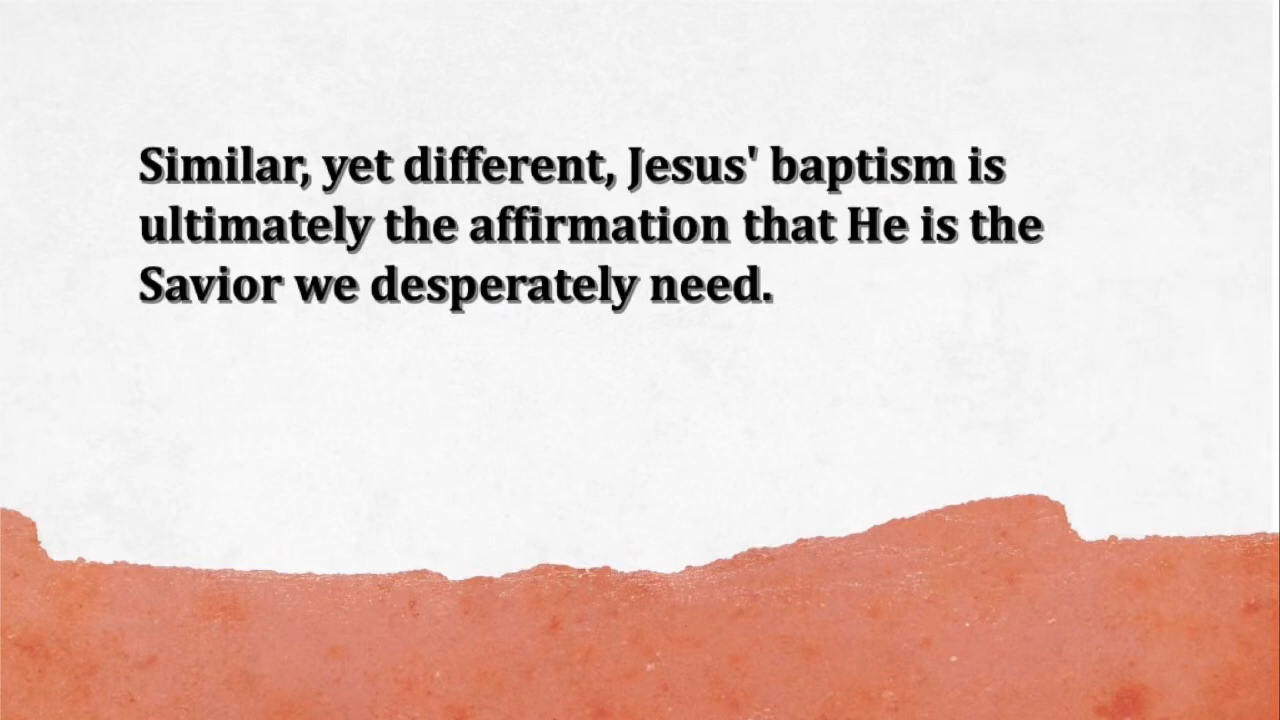 Similar, yet different, Jesus' baptism is
ultimately the affirmation that He is the
Savior we desperately need.